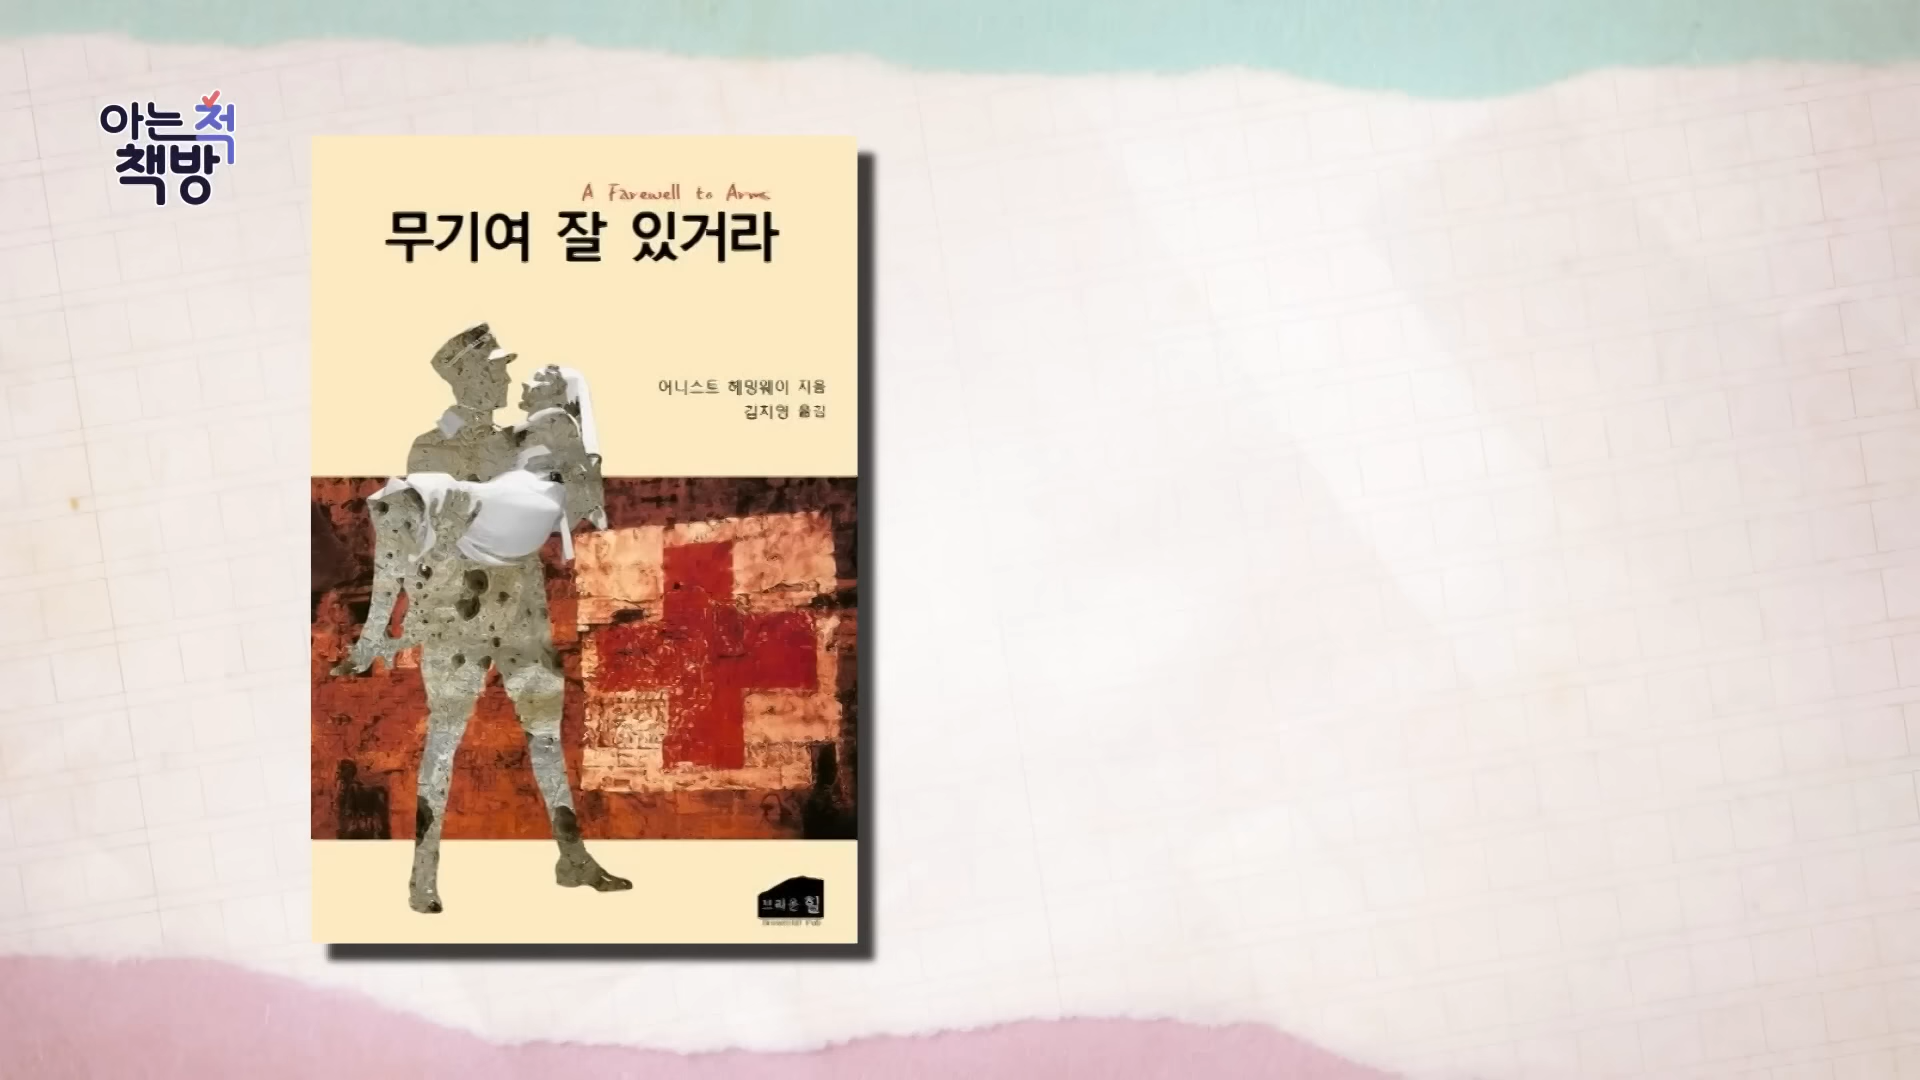 아는 척
책방
A Farewell to Arms
무기여 잘 있거라
어니스트 헤밍웨이 지음
김지영 옮김
브라운 힐